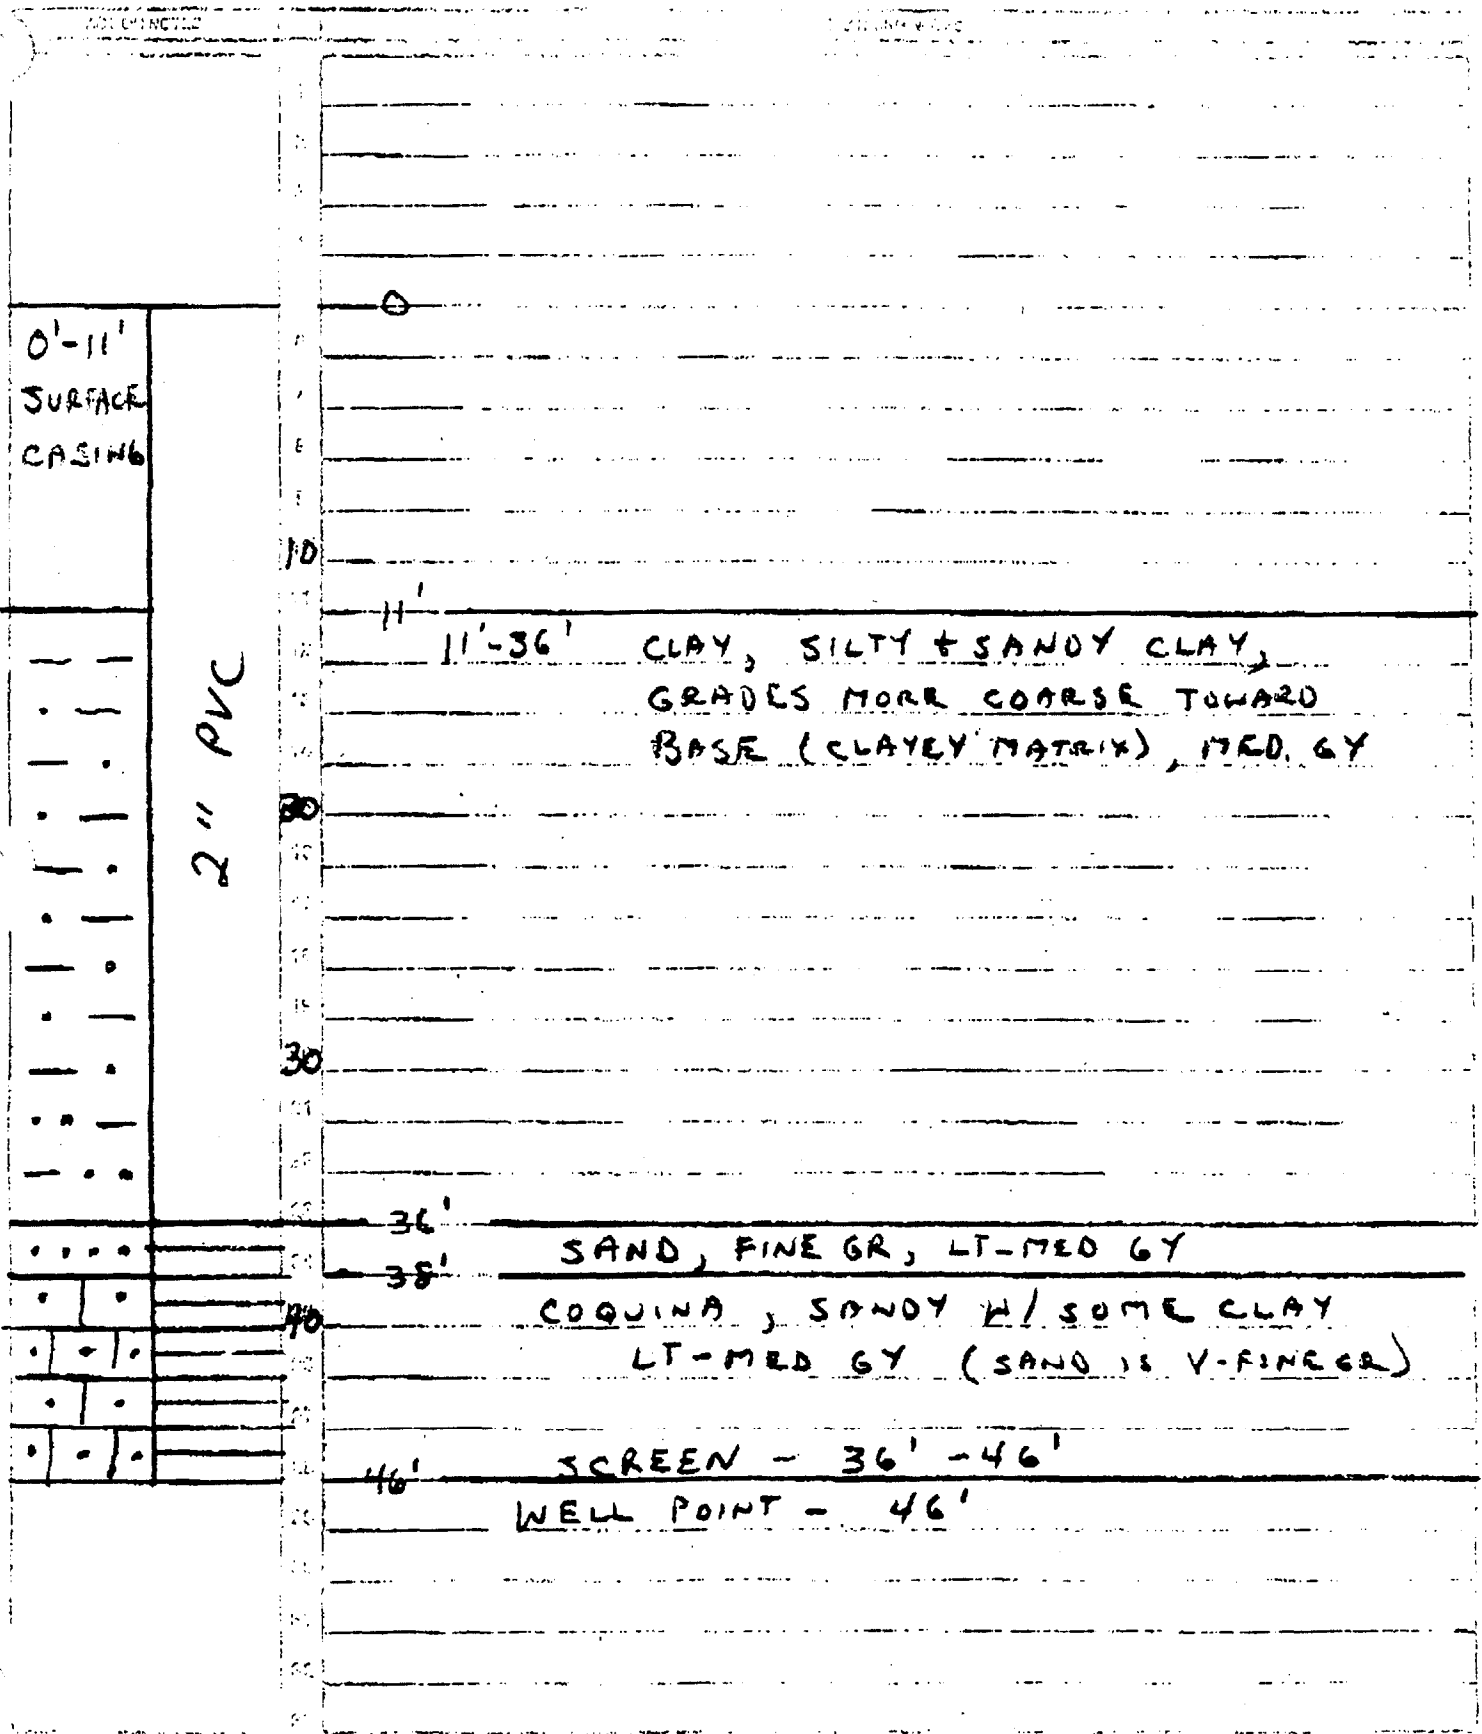 0
0'-11'
SURFACE
CASING
2" PVC
10
11'
11'-36' CLAY, SILTY + SANDY CLAY,
GRADES MORE COARSE TOWARD
BASE (CLAYEY MATRIX), MED. GY
30
36'
SAND, FINE GR, LT-MED GY
38'
40
COQUINA, SANDY W/ SOME CLAY
LT-MED GY (SAND IS V-FINE GR)
SCREEN - 36'-46'
46'
WELL POINT - 46'